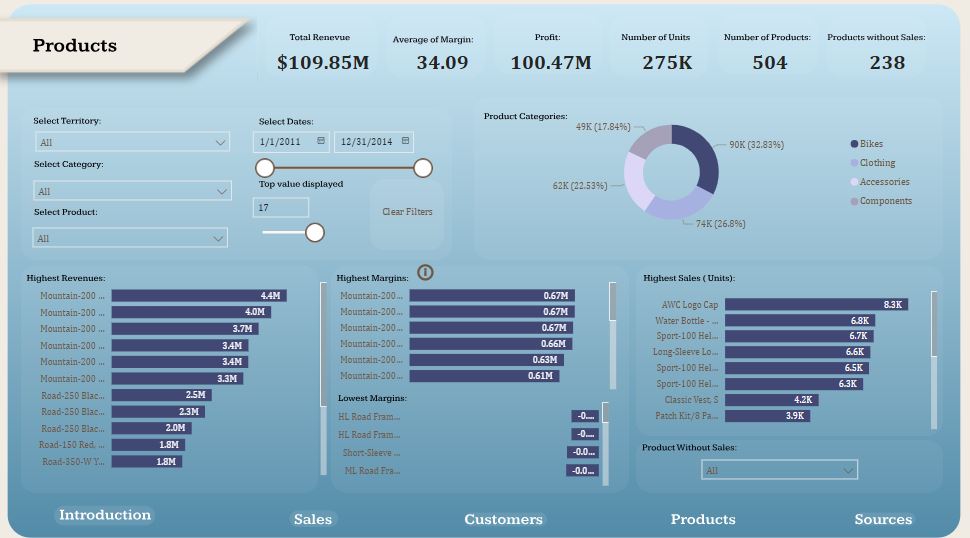 Products
Total Renevue
$109.85M
Average of Margin:
34.09
Profit:
100.47M
Number of Units
275K
Number of Products:
504
Products without Sales:
238
Select Territory:
All
Select Category:
All
Select Product:
All
Select Dates:
1/1/2011
12/31/2014
Top value displayed
17
Clear Filters
Product Categories:
49K (17.84%)
90K (32.83%)
62K (22.53%)
74K (26.8%)
Bikes
Clothing
Accessories
Components
Highest Revenues:
Mountain-200 ... 4.4M
Mountain-200 ... 4.0M
Mountain-200 ... 3.7M
Mountain-200 ... 3.4M
Mountain-200 ... 3.4M
Mountain-200 ... 3.3M
Road-250 Blac... 2.5M
Road-250 Blac... 2.3M
Road-250 Blac... 2.0M
Road-150 Red, ... 1.8M
Road-350-W Y... 1.8M
Highest Margins:
Mountain-200... 0.67M
Mountain-200... 0.67M
Mountain-200... 0.67M
Mountain-200... 0.66M
Mountain-200... 0.63M
Mountain-200... 0.61M
Lowest Margins:
HL Road Fram... -0....
HL Road Fram... -0....
Short-Sleeve ... -0.0...
ML Road Fra... -0.0...
Highest Sales ( Units):
AWC Logo Cap 8.3K
Water Bottle - ... 6.8K
Sport-100 Hel... 6.7K
Long-Sleeve Lo... 6.6K
Sport-100 Hel... 6.5K
Sport-100 Hel... 6.3K
Classic Vest, S 4.2K
Patch Kit/8 Pa... 3.9K
Product Without Sales:
All
Introduction
Sales
Customers
Products
Sources